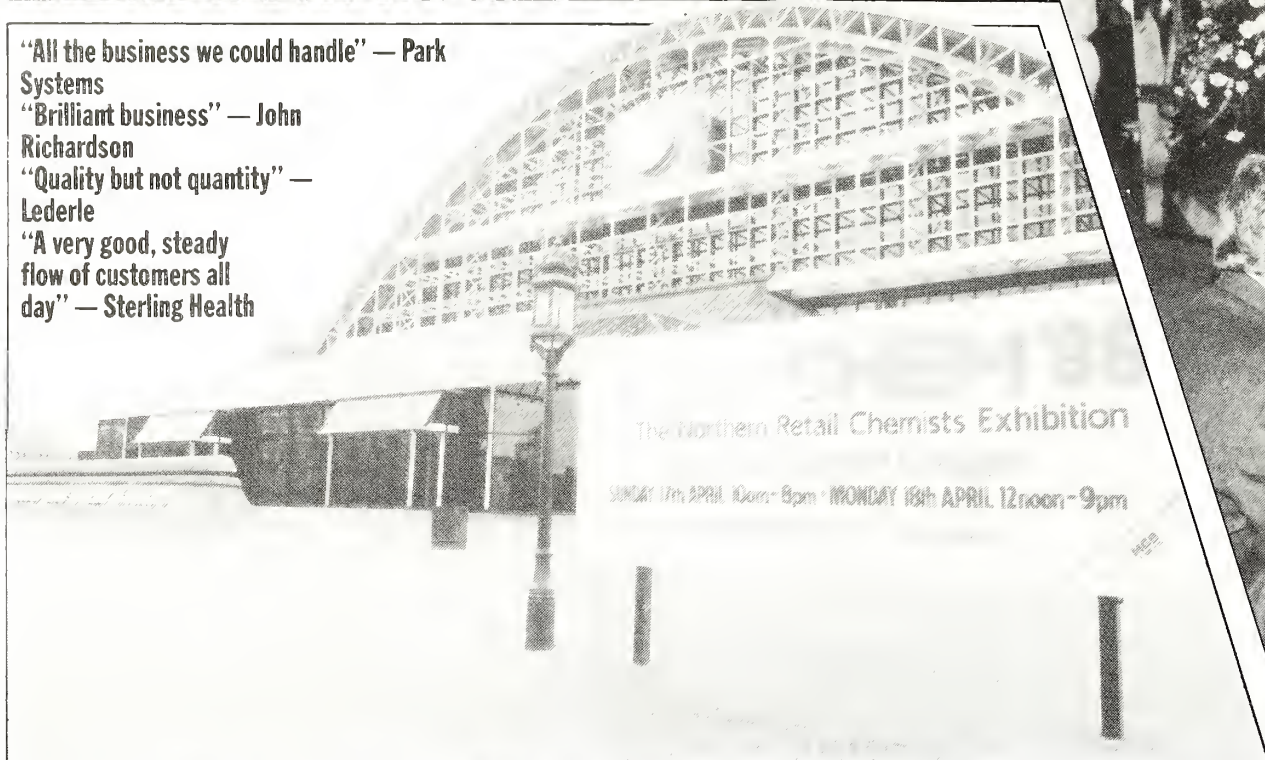 “All the business we could handle” — Park
Systems
“Brilliant business” — John
Richardson
“Quality but not quantity” —
Lederle
“A very good, steady
flow of customers all
day” — Sterling Health
'88
The Northern Retail Chemists Exhibition
SUNDAY 17th APRIL 10am - 8pm · MONDAY 18th APRIL 12noon - 9pm